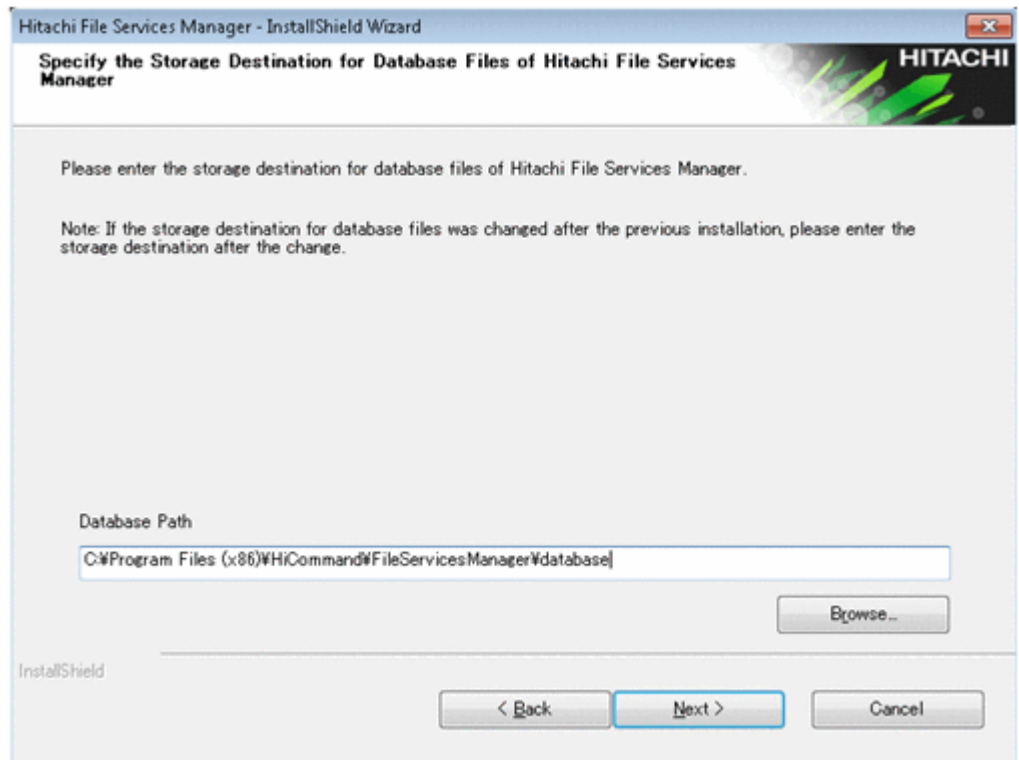 Hitachi File Services Manager - InstallShield Wizard
Specify the Storage Destination for Database Files of Hitachi File Services
Manager
HITACHI
Please enter the storage destination for database files of Hitachi File Services Manager.
Note: If the storage destination for database files was changed after the previous installation, please enter the
storage destination after the change.
Database Path
C:¥Program Files (x86)¥HiCommand¥FileServicesManager¥database
Browse...
InstallShield
< Back
Next >
Cancel